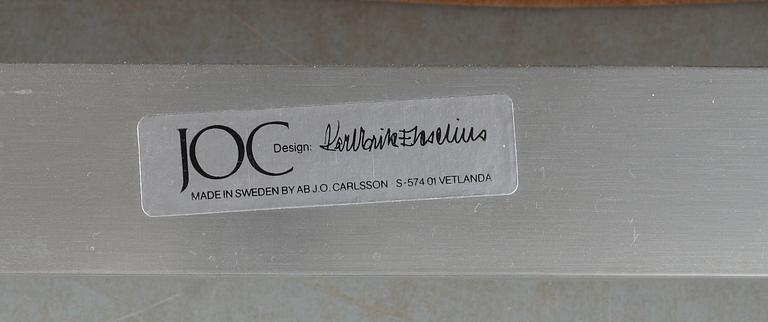 JOC Design: Karl Erik Ekselius
MADE IN SWEDEN BY AB J.O. CARLSSON S-574 01 VETLANDA